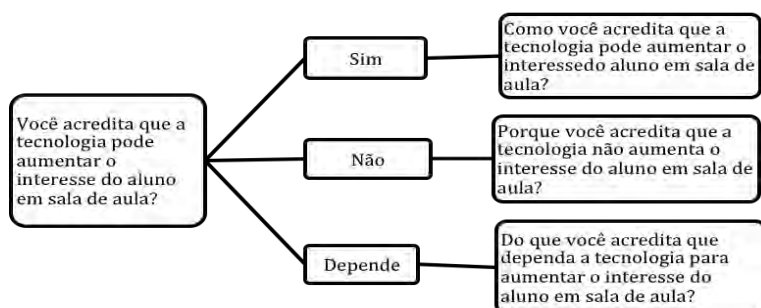 Você acredita que a
tecnologia pode
aumentar o
interesse do aluno
em sala de aula?
Sim
Como você acredita que a
tecnologia pode aumentar o
interessedo aluno em sala de
aula?
Não
Porque você acredita que a
tecnologia não aumenta o
interesse do aluno em sala de
aula?
Depende
Do que você acredita que
dependa a tecnologia para
aumentar o interesse do
aluno em sala de aula?